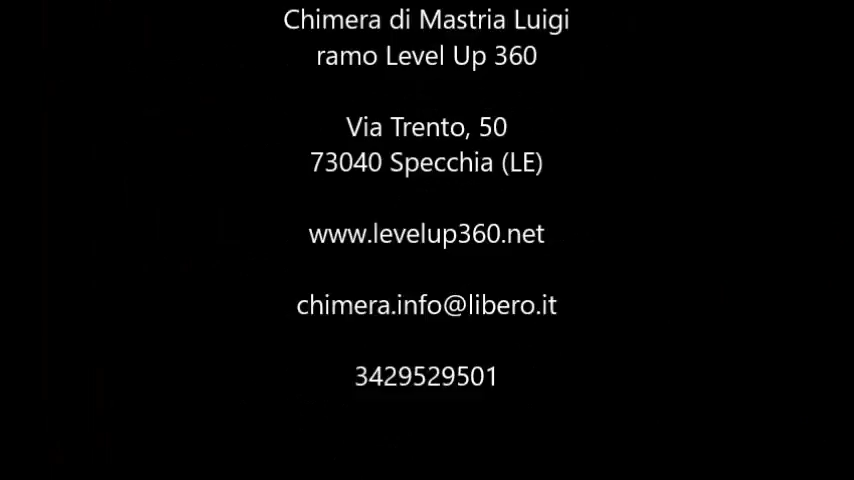 Chimera di Mastria Luigi
ramo Level Up 360
Via Trento, 50
73040 Specchia (LE)
www.levelup360.net
chimera.info@libero.it
3429529501